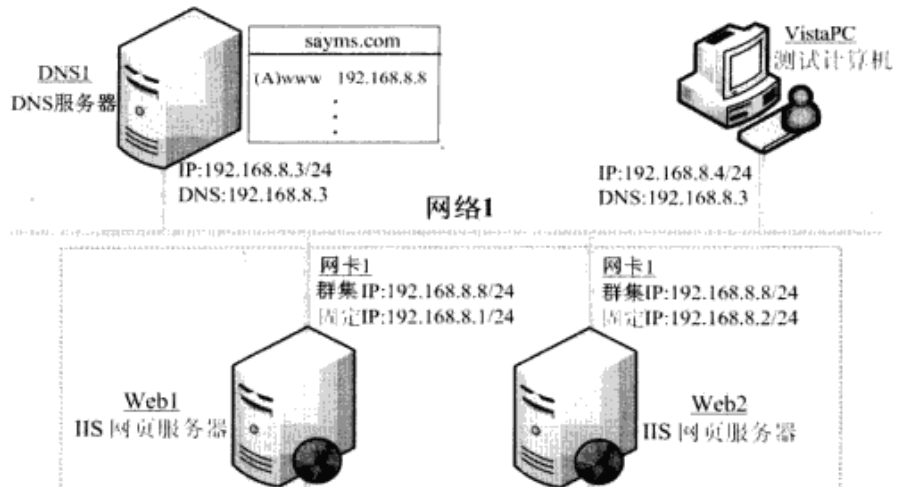 sayms.com
(A)www 192.168.8.8
DNS1
DNS服务器
IP:192.168.8.3/24
DNS:192.168.8.3
VistaPC
测试计算机
IP:192.168.8.4/24
DNS:192.168.8.3
网络1
网卡1
群集IP:192.168.8.8/24
固定IP:192.168.8.1/24
网卡1
群集IP:192.168.8.8/24
固定IP:192.168.8.2/24
Web1
IIS 网页服务器
Web2
IIS 网页服务器